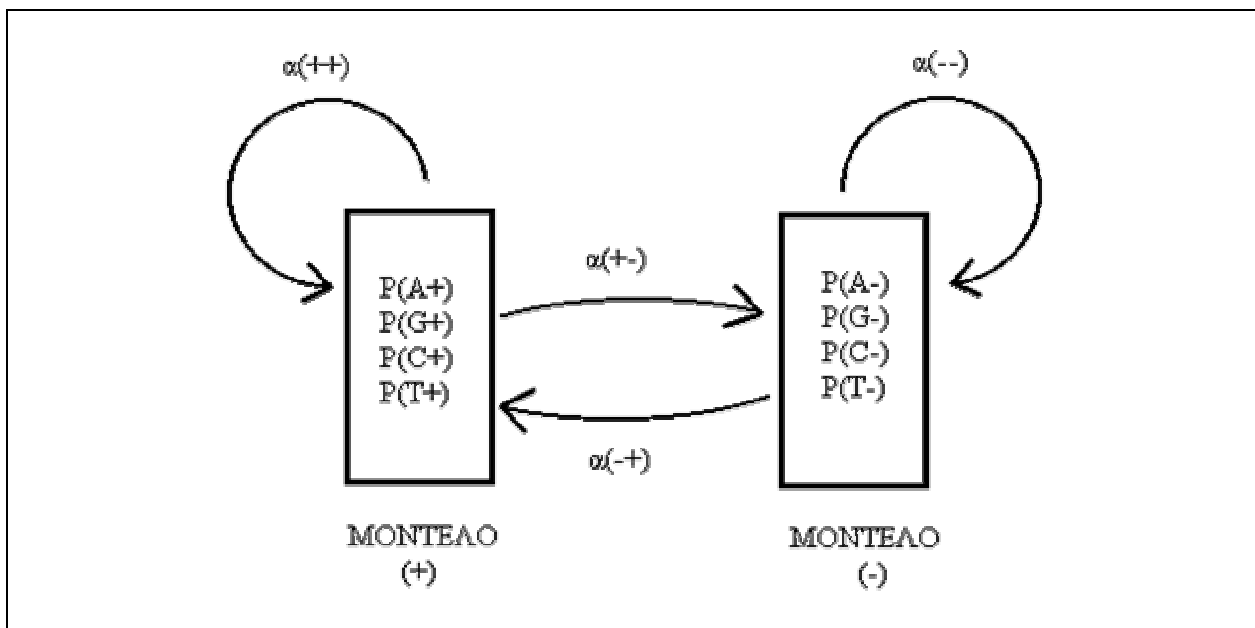 α(++)
α(--)
α(+-)
P(A+)
P(G+)
P(C+)
P(T+)
P(A-)
P(G-)
P(C-)
P(T-)
α(-+)
ΜΟΝΤΕΛΟ
(+)
ΜΟΝΤΕΛΟ
(-)